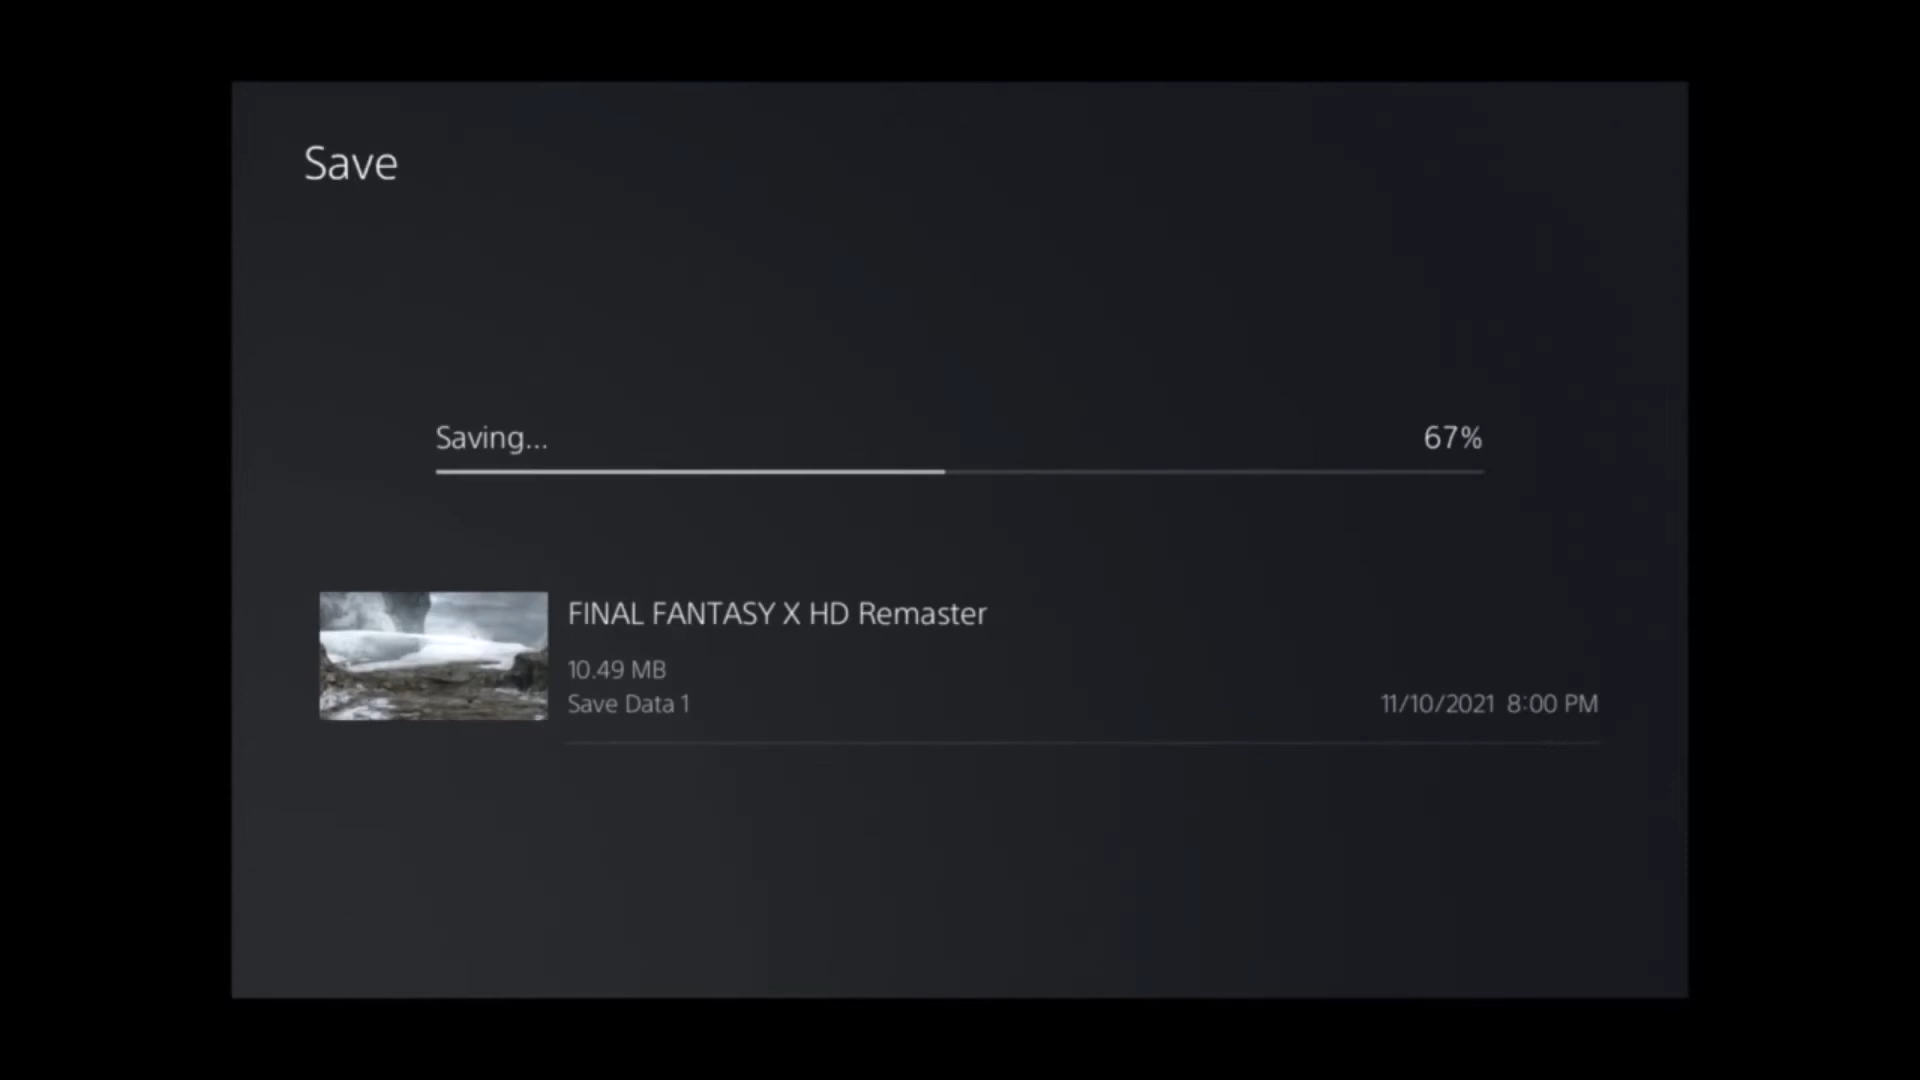 Save
Saving... 67%
FINAL FANTASY X HD Remaster
10.49 MB
Save Data 1 11/10/2021 8:00 PM